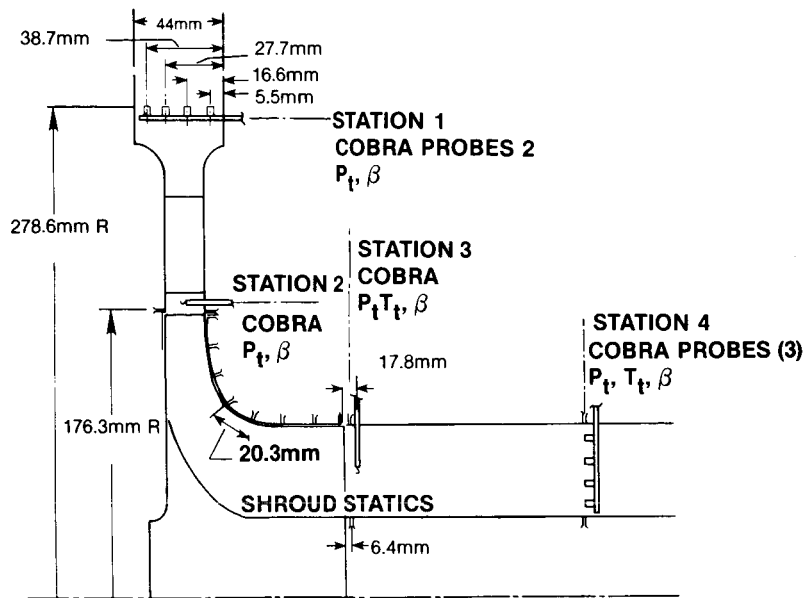 44mm
38.7mm
27.7mm
16.6mm
5.5mm
STATION 1
COBRA PROBES 2
Pt, β
278.6mm R
STATION 2
COBRA
Pt, β
STATION 3
COBRA
PtTt, β
17.8mm
STATION 4
COBRA PROBES (3)
Pt, Tt, β
176.3mm R
20.3mm
SHROUD STATICS
6.4mm